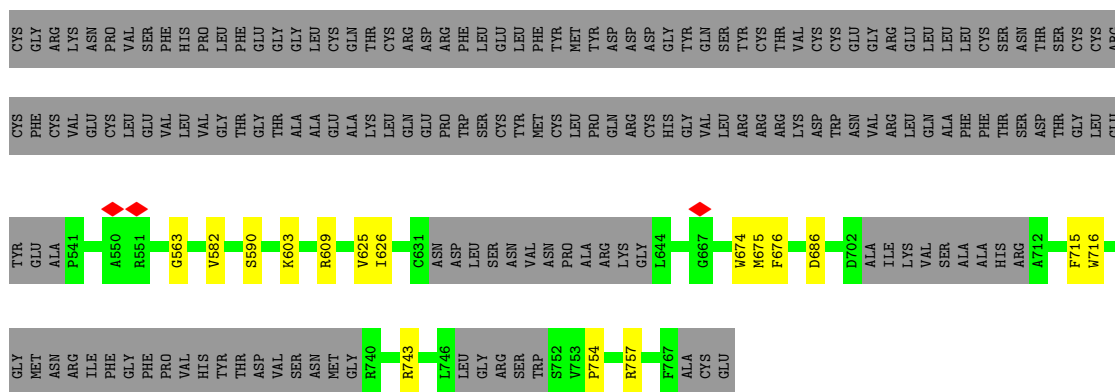 CYS GLY ARG LYS ASN PRO VAL SER PHE HIS PRO LEU PHE GLU GLY GLY LEU CYS GLN THR CYS ARG ASP ARG PHE LEU GLU LEU PHE TYR MET TYR ASP ASP ASP GLY TYR GLN SER TYR CYS THR VAL CYS CYS GLU GLY ARG GLU LEU LEU LEU CYS SER ASN THR SER CYS CYS ARG
CYS PHE CYS VAL GLU CYS LEU GLU VAL LEU VAL GLY THR GLY THR ALA ALA GLU ALA LYS LEU GLN GLU PRO TRP SER CYS TYR MET CYS LEU PRO GLN ARG CYS HIS GLY VAL LEU ARG ARG ARG LYS ASP TRP ASN VAL ARG LEU GLN ALA PHE PHE THR SER ASP THR GLY LEU GLU
TYR GLU ALA P541 A550 R551 G563 V582 S590 K603 R609 V625 I626 C631 ASN ASP LEU SER ASN VAL ASN PRO ALA ARG LYS GLY L644 G667 W674 M675 F676 D686 D702 ALA ILE LYS VAL SER ALA ALA HIS ARG A712 F715 W716
GLY MET ASN ARG ILE PHE GLY PHE PRO VAL HIS TYR THR ASP VAL SER ASN MET GLY R740 R743 L746 LEU GLY ARG SER TRP S752 V753 P754 R757 F767 ALA CYS GLU